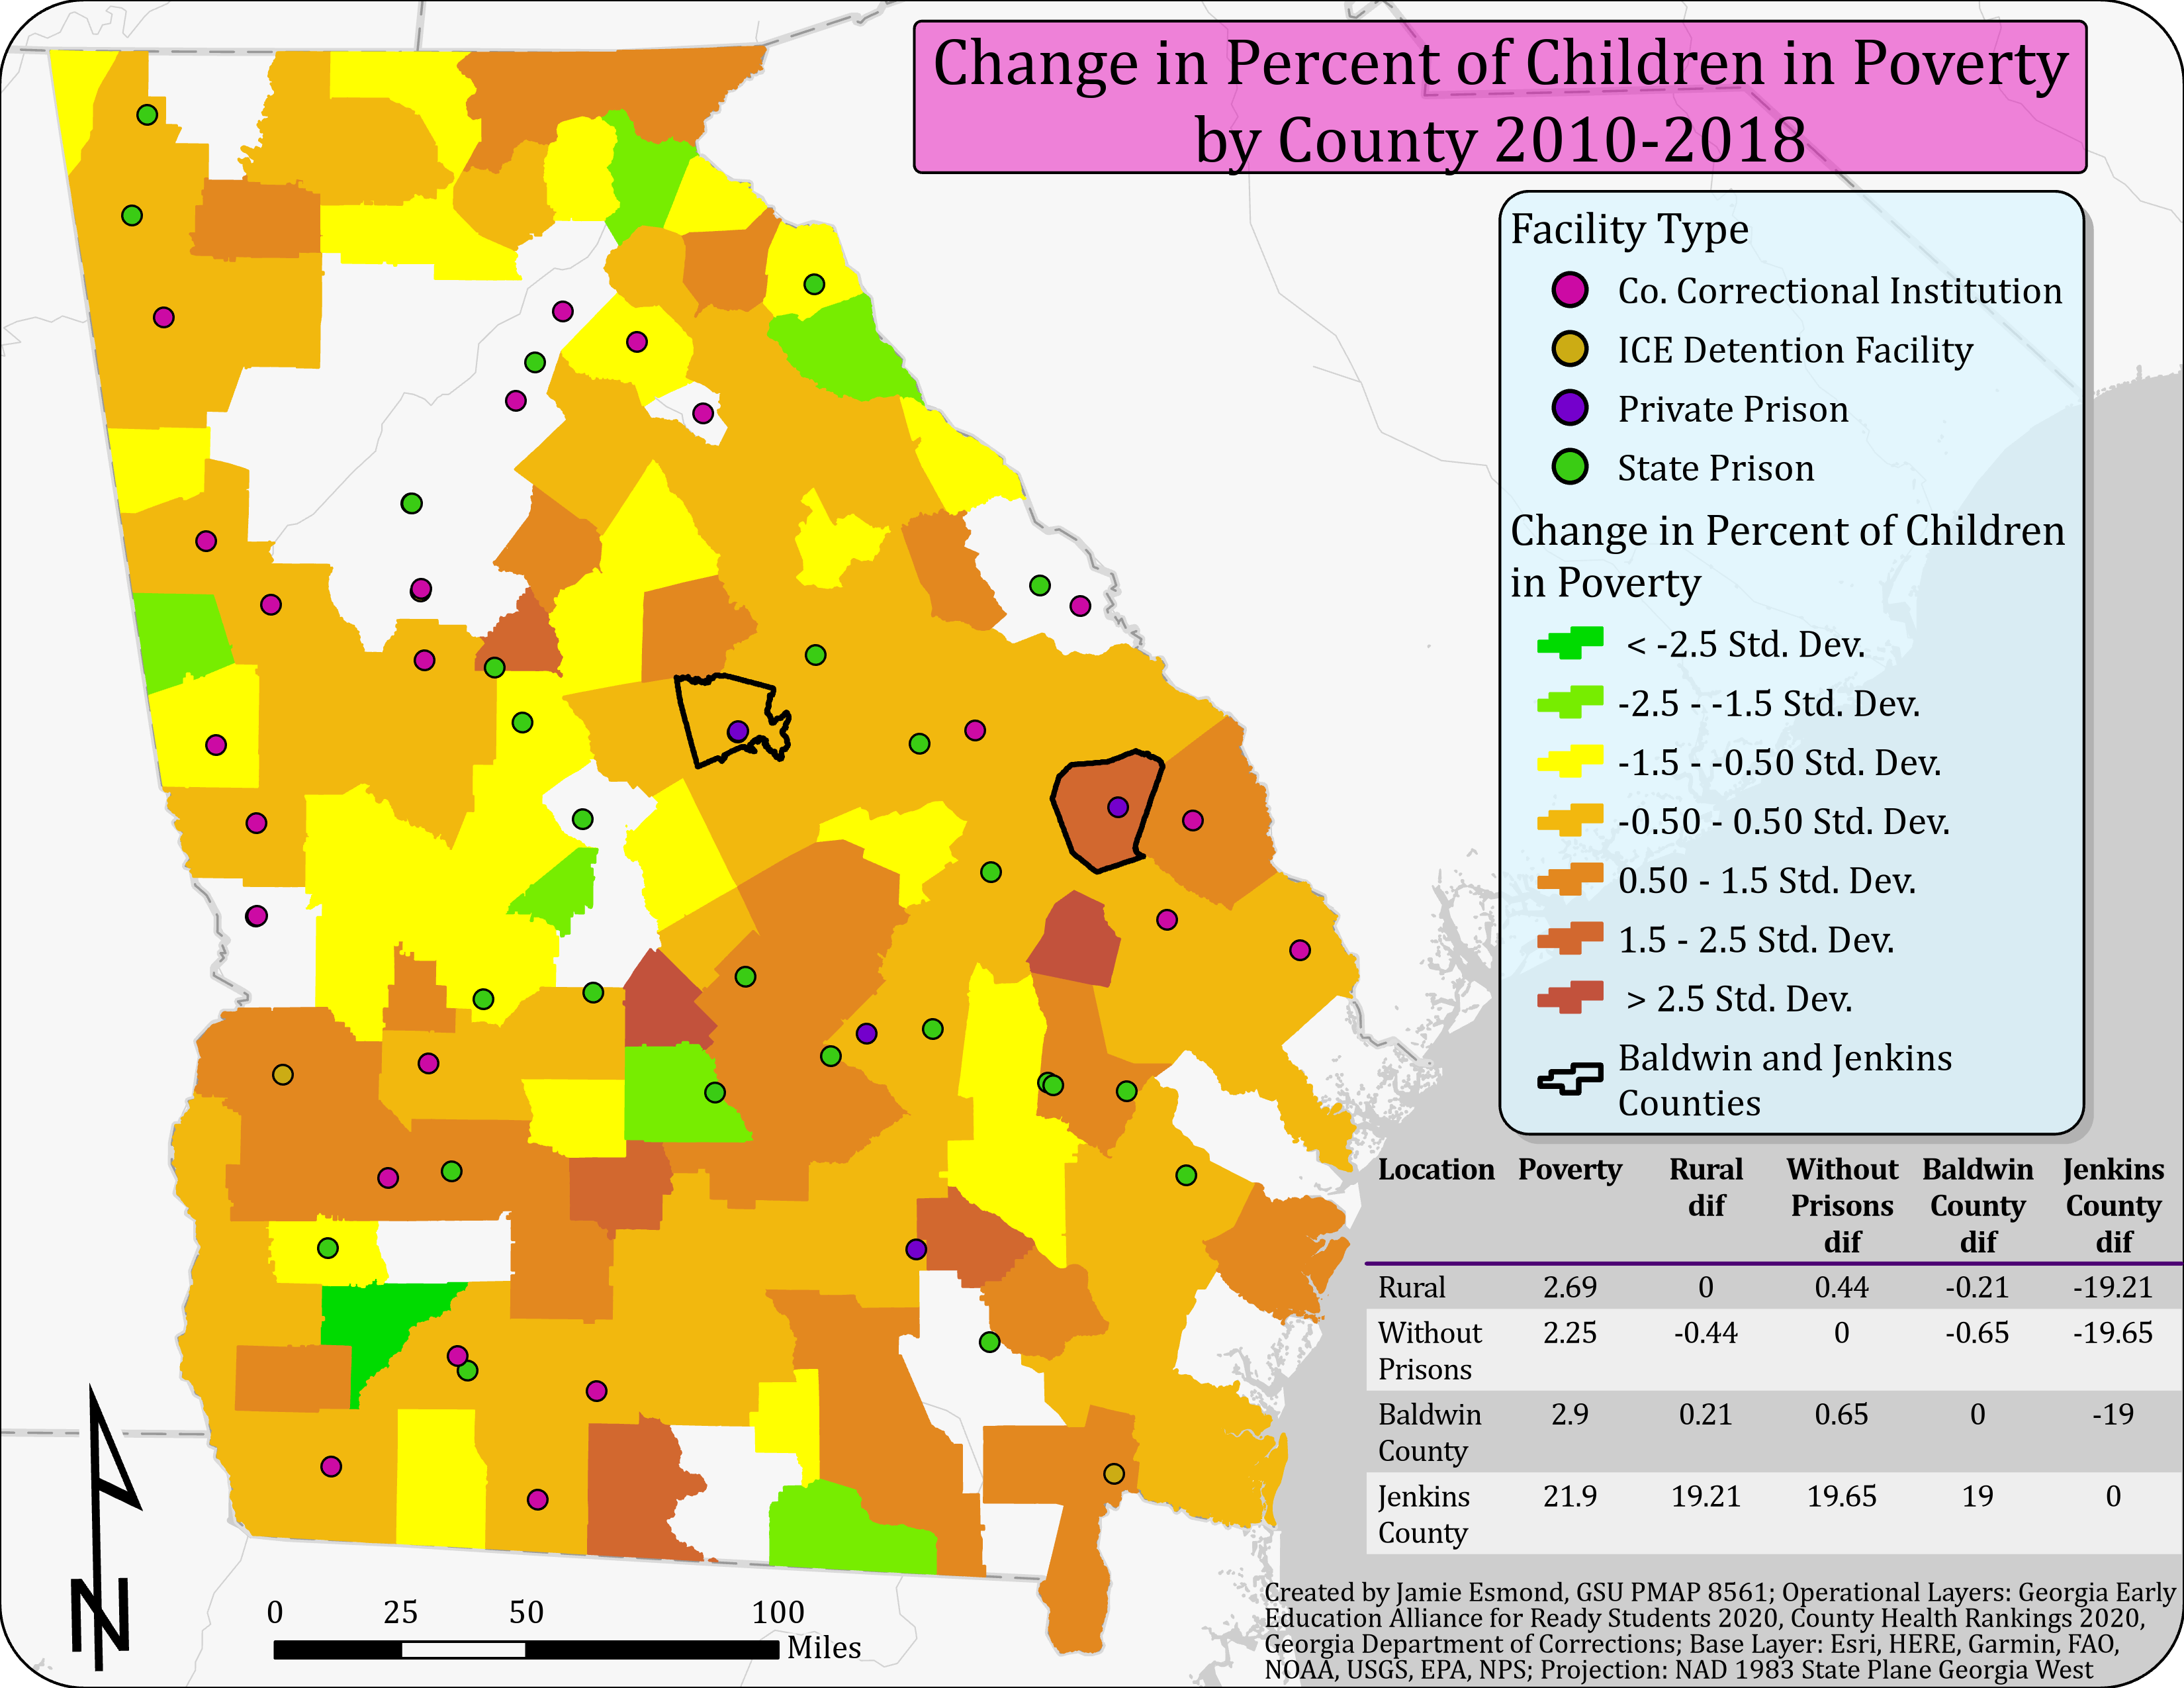 Change in Percent of Children in Poverty
by County 2010-2018
Facility Type
Co. Correctional Institution
ICE Detention Facility
Private Prison
State Prison
Change in Percent of Children
in Poverty
< -2.5 Std. Dev.
-2.5 - -1.5 Std. Dev.
-1.5 - -0.50 Std. Dev.
-0.50 - 0.50 Std. Dev.
0.50 - 1.5 Std. Dev.
1.5 - 2.5 Std. Dev.
> 2.5 Std. Dev.
Baldwin and Jenkins
Counties
Location Poverty Rural Without Baldwin Jenkins
dif Prisons County County
dif dif dif
Rural 2.69 0 0.44 -0.21 -19.21
Without 2.25 -0.44 0 -0.65 -19.65
Prisons
Baldwin 2.9 0.21 0.65 0 -19
County
Jenkins 21.9 19.21 19.65 19 0
County
N
0 25 50 100
Miles
Created by Jamie Esmond, GSU PMAP 8561; Operational Layers: Georgia Early
Education Alliance for Ready Students 2020, County Health Rankings 2020,
Georgia Department of Corrections; Base Layer: Esri, HERE, Garmin, FAO,
NOAA, USGS, EPA, NPS; Projection: NAD 1983 State Plane Georgia West